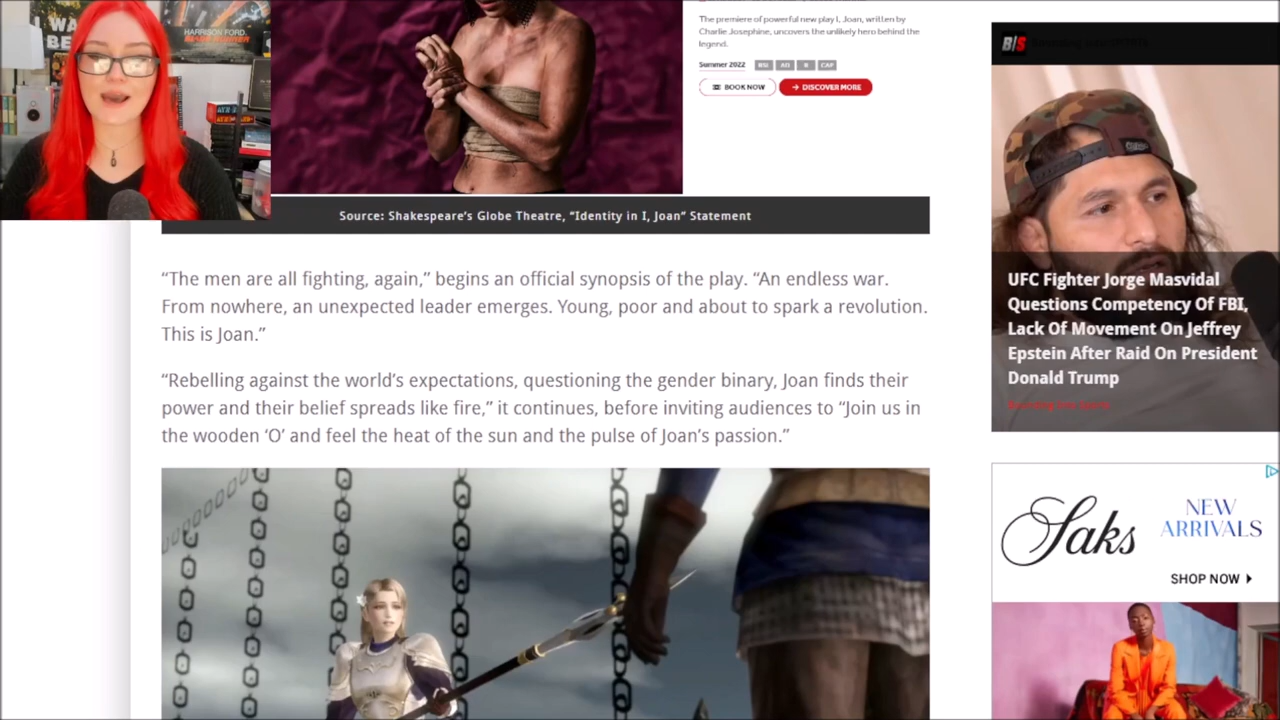 I WA
BE
HARRISON FORD.
The premiere of powerful new play I, Joan, written by
Charlie Josephine, uncovers the unlikely hero behind the
legend.
Summer 2022
CAP
BOOK NOW
→ DISCOVER MORE
Source: Shakespeare's Globe Theatre, “Identity in I, Joan” Statement
“The men are all fighting, again,” begins an official synopsis of the play. “An endless war.
From nowhere, an unexpected leader emerges. Young, poor and about to spark a revolution.
This is Joan.”
“Rebelling against the world’s expectations, questioning the gender binary, Joan finds their
power and their belief spreads like fire,” it continues, before inviting audiences to “Join us in
the wooden ‘O’ and feel the heat of the sun and the pulse of Joan’s passion.”
B/S
UFC Fighter Jorge Masvidal
Questions Competency Of FBI,
Lack Of Movement On Jeffrey
Epstein After Raid On President
Donald Trump
Saks
NEW
ARRIVALS
SHOP NOW